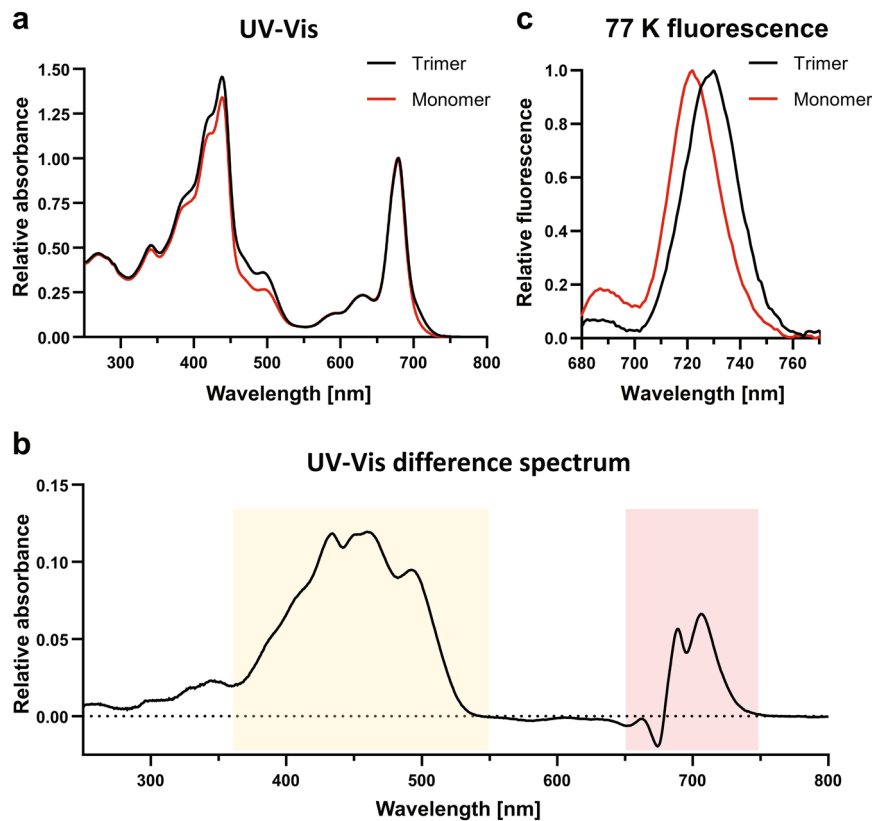 a
UV-Vis
Trimer
Monomer
Relative absorbance
1.50
1.25
1.00
0.75
0.50
0.25
0.00
300 400 500 600 700 800
Wavelength [nm]
c
77 K fluorescence
Trimer
Monomer
Relative fluorescence
1.0
0.8
0.6
0.4
0.2
0.0
680 700 720 740 760
Wavelength [nm]
b
UV-Vis difference spectrum
Relative absorbance
0.15
0.10
0.05
0.00
300 400 500 600 700 800
Wavelength [nm]